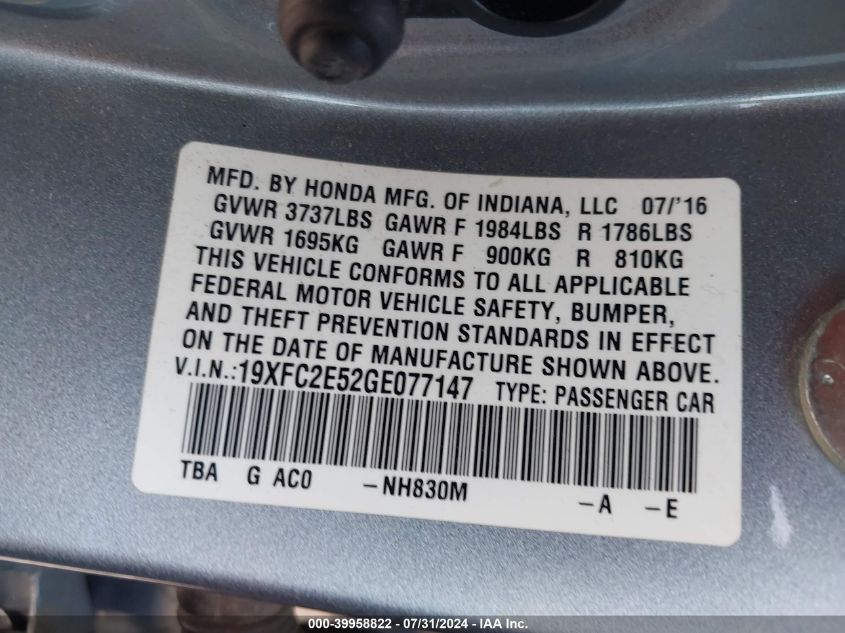 MFD. BY HONDA MFG. OF INDIANA, LLC 07/'16
GVWR 3737LBS GAWR F 1984LBS R 1786LBS
GVWR 1695KG GAWR F 900KG R 810KG
THIS VEHICLE CONFORMS TO ALL APPLICABLE
FEDERAL MOTOR VEHICLE SAFETY, BUMPER,
AND THEFT PREVENTION STANDARDS IN EFFECT
ON THE DATE OF MANUFACTURE SHOWN ABOVE.
V.I.N.:19XFC2E52GE077147 TYPE: PASSENGER CAR
TBA G AC0 -NH830M -A -E
000-39958822 - 07/31/2024 - IAA Inc.